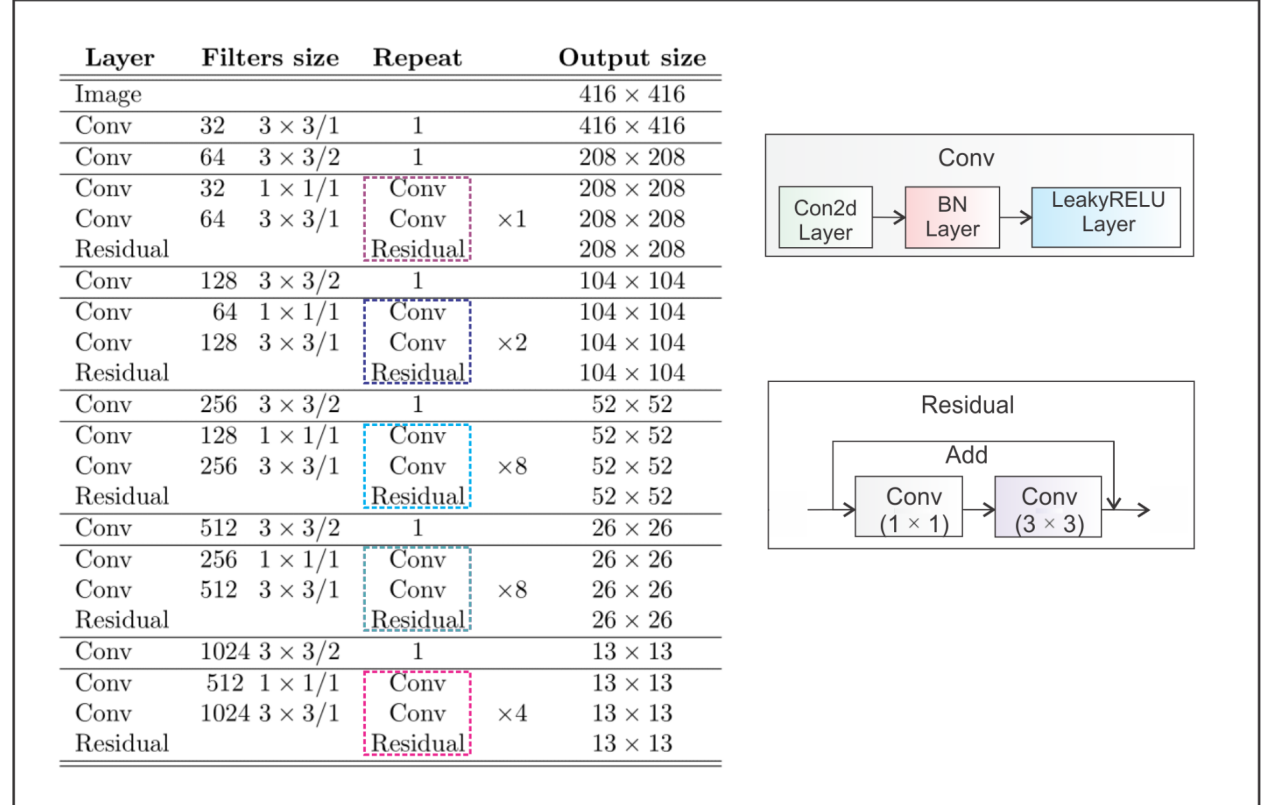 Layer Filters size Repeat Output size
Image 416 × 416
Conv 32 3 × 3/1 1 416 × 416
Conv 64 3 × 3/2 1 208 × 208
Conv 32 1 × 1/1 Conv 208 × 208
Conv 64 3 × 3/1 Conv ×1 208 × 208
Residual Residual 208 × 208
Conv 128 3 × 3/2 1 104 × 104
Conv 64 1 × 1/1 Conv 104 × 104
Conv 128 3 × 3/1 Conv ×2 104 × 104
Residual Residual 104 × 104
Conv 256 3 × 3/2 1 52 × 52
Conv 128 1 × 1/1 Conv 52 × 52
Conv 256 3 × 3/1 Conv ×8 52 × 52
Residual Residual 52 × 52
Conv 512 3 × 3/2 1 26 × 26
Conv 256 1 × 1/1 Conv 26 × 26
Conv 512 3 × 3/1 Conv ×8 26 × 26
Residual Residual 26 × 26
Conv 1024 3 × 3/2 1 13 × 13
Conv 512 1 × 1/1 Conv 13 × 13
Conv 1024 3 × 3/1 Conv ×4 13 × 13
Residual Residual 13 × 13
Conv
Con2d
Layer
BN
Layer
LeakyRELU
Layer
Residual
Add
Conv
(1 × 1)
Conv
(3 × 3)